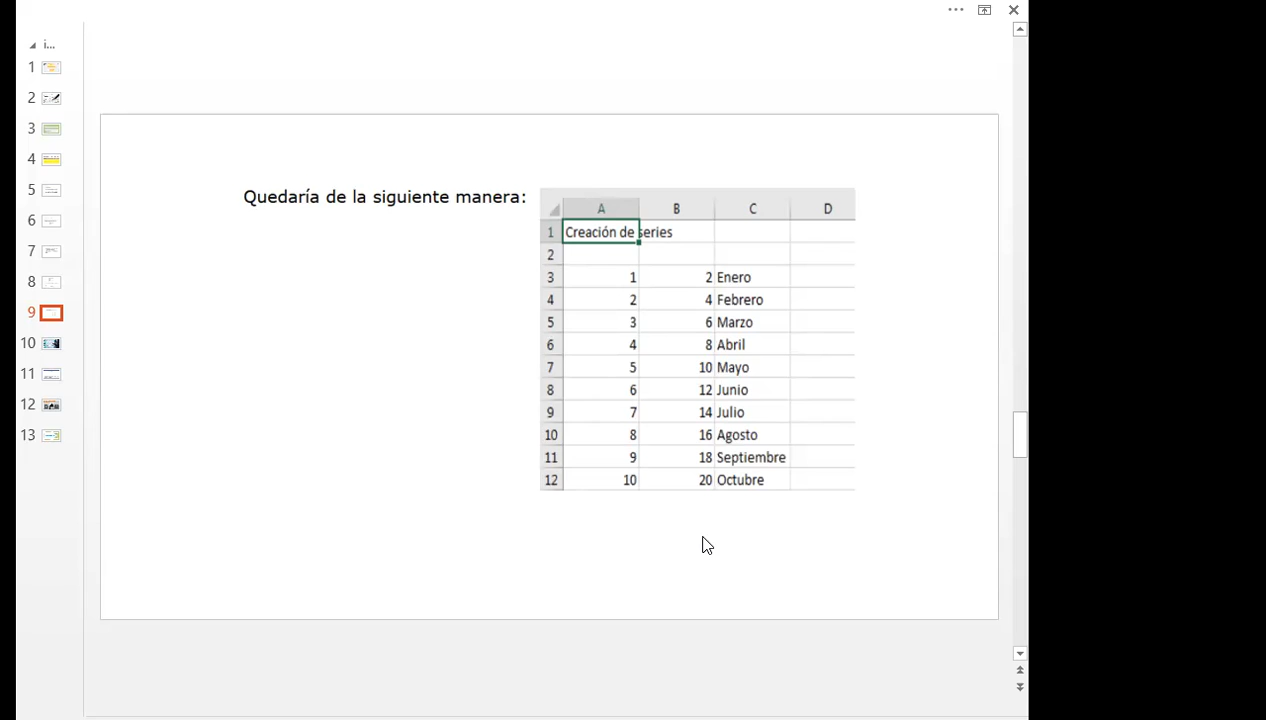 i...
1
2
3
4
5
6
7
8
9
10
11
12
13
Quedaría de la siguiente manera:
A B C D
1 Creación de series
2
3 1 2 Enero
4 2 4 Febrero
5 3 6 Marzo
6 4 8 Abril
7 5 10 Mayo
8 6 12 Junio
9 7 14 Julio
10 8 16 Agosto
11 9 18 Septiembre
12 10 20 Octubre